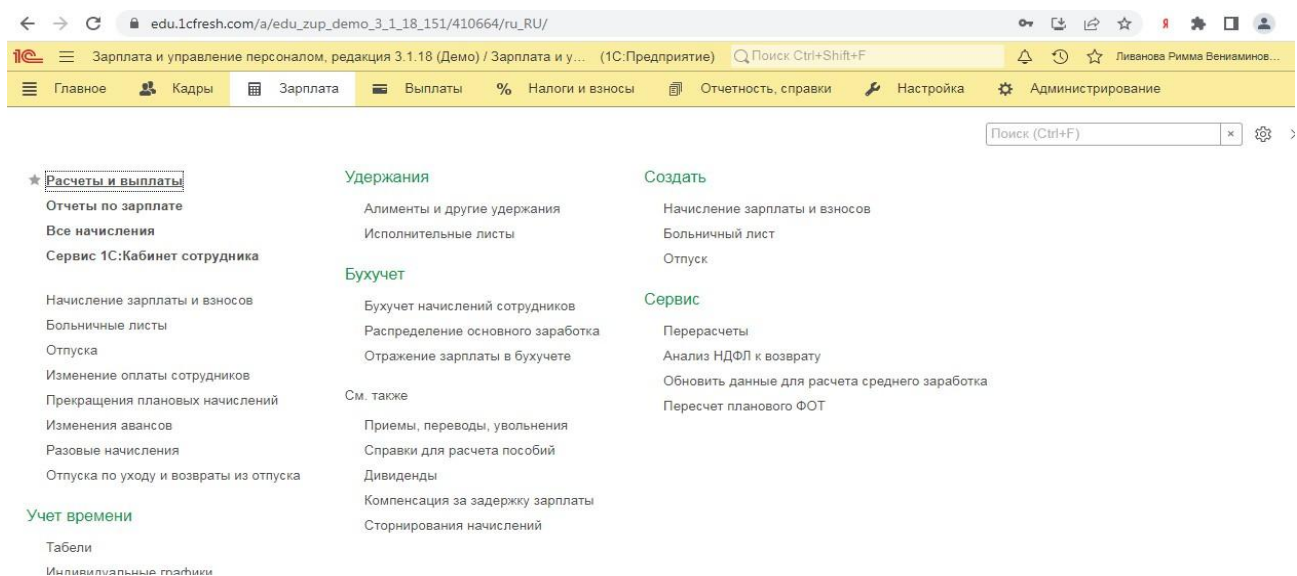 edu.1cfresh.com/a/edu_zup_demo_3_1_18_151/410664/ru_RU/
1С Зарплата и управление персоналом, редакция 3.1.18 (Демо) / Зарплата и у... (1С:Предприятие) Поиск Ctrl+Shift+F Ливанова Римма Вениаминов...
Главное Кадры Зарплата Выплаты % Налоги и взносы Отчетность, справки Настройка Администрирование
Поиск (Ctrl+F) ×
Расчеты и выплаты
Отчеты по зарплате
Все начисления
Сервис 1С:Кабинет сотрудника
Начисление зарплаты и взносов
Больничные листы
Отпуска
Изменение оплаты сотрудников
Прекращения плановых начислений
Изменения авансов
Разовые начисления
Отпуска по уходу и возвраты из отпуска
Учет времени
Табели
Индивидуальные графики
Удержания
Алименты и другие удержания
Исполнительные листы
Бухучет
Бухучет начислений сотрудников
Распределение основного заработка
Отражение зарплаты в бухучете
См. также
Приемы, переводы, увольнения
Справки для расчета пособий
Дивиденды
Компенсация за задержку зарплаты
Сторнирования начислений
Создать
Начисление зарплаты и взносов
Больничный лист
Отпуск
Сервис
Перерасчеты
Анализ НДФЛ к возврату
Обновить данные для расчета среднего заработка
Пересчет планового ФОТ